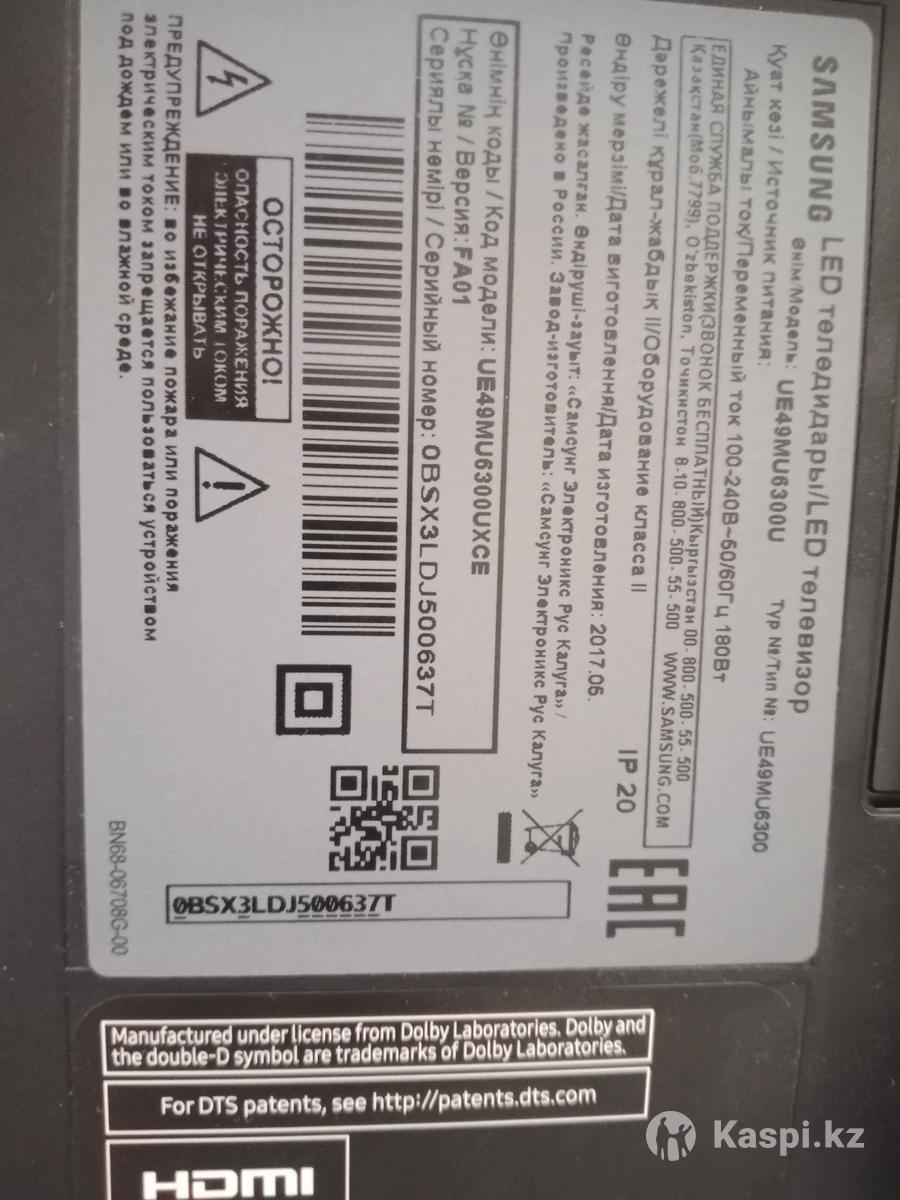 SAMSUNG LED теледидары/LED телевизор
Өнім/Модель: UE49MU6300U Тур №/Тип №: UE49MU6300
Қуат көзі / Источник питания:
Айнымалы тоқ/Переменный ток 100-240В~50/60Гц 180Вт
ЕДИНАЯ СЛУЖБА ПОДДЕРЖКИ(ЗВОНОК БЕСПЛАТНЫЙ)Кыргызстан 00-800-500-55-500
Казахстан(Моб.7799), O'zbekiston, Точикистон 8-10-800-500-55-500 WWW.SAMSUNG.COM
Дәрежелі құрал-жабдық II/Оборудование класса II
Өндіру мерзімі/Дата виготовлення/Дата изготовления: 2017.06.
IP 20
Ресейде жасалған. Өндіруші-зауыт: «Самсунг Электроникс Рус Калуга» /
Произведено в России. Завод-изготовитель: «Самсунг Электроникс Рус Калуга»
EAC
Өнімнің коды / Код модели: UE49MU6300UXCE
Нұсқа № / Версия: FA01
Сериялы нөмірі / Серийный номер: 0BSX3LDJ500637T
0BSX3LDJ500637T
ОСТОРОЖНО!
ОПАСНОСТЬ ПОРАЖЕНИЯ
ЭЛЕКТРИЧЕСКИМ ТОКОМ
НЕ ОТКРЫВАТЬ
ПРЕДУПРЕЖДЕНИЕ: во избежание пожара или поражения
электрическим током запрещается пользоваться устройством
под дождем или во влажной среде.
BN68-06708G-00
Manufactured under license from Dolby Laboratories. Dolby and
the double-D symbol are trademarks of Dolby Laboratories.
For DTS patents, see http://patents.dts.com
HDMI
Kaspi.kz